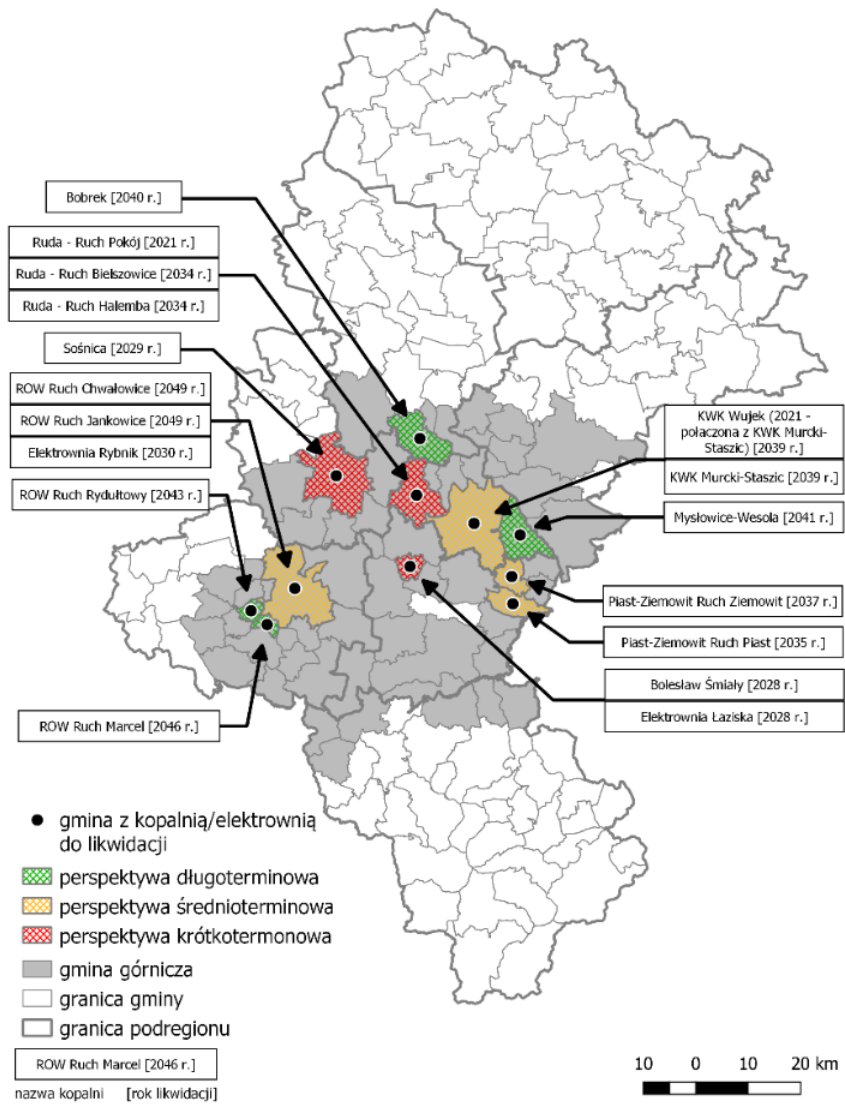 Bobrek [2040 r.]
Ruda - Ruch Pokój [2021 r.]
Ruda - Ruch Bielszowice [2034 r.]
Ruda - Ruch Halemba [2034 r.]
Sośnica [2029 r.]
ROW Ruch Chwałowice [2049 r.]
ROW Ruch Jankowice [2049 r.]
Elektrownia Rybnik [2030 r.]
ROW Ruch Rydułtowy [2043 r.]
ROW Ruch Marcel [2046 r.]
KWK Wujek (2021 -
połaczona z KWK Murcki-
Staszic) [2039 r.]
KWK Murcki-Staszic [2039 r.]
Mysłowice-Wesoła [2041 r.]
Piast-Ziemowit Ruch Ziemowit [2037 r.]
Piast-Ziemowit Ruch Piast [2035 r.]
Bolesław Śmiały [2028 r.]
Elektrownia Łaziska [2028 r.]
gmina z kopalnią/elektrownią
do likwidacji
perspektywa długoterminowa
perspektywa średnioterminowa
perspektywa krótkotermonowa
gmina górnicza
granica gminy
granica podregionu
ROW Ruch Marcel [2046 r.]
nazwa kopalni [rok likwidacji]
10 0 10 20 km